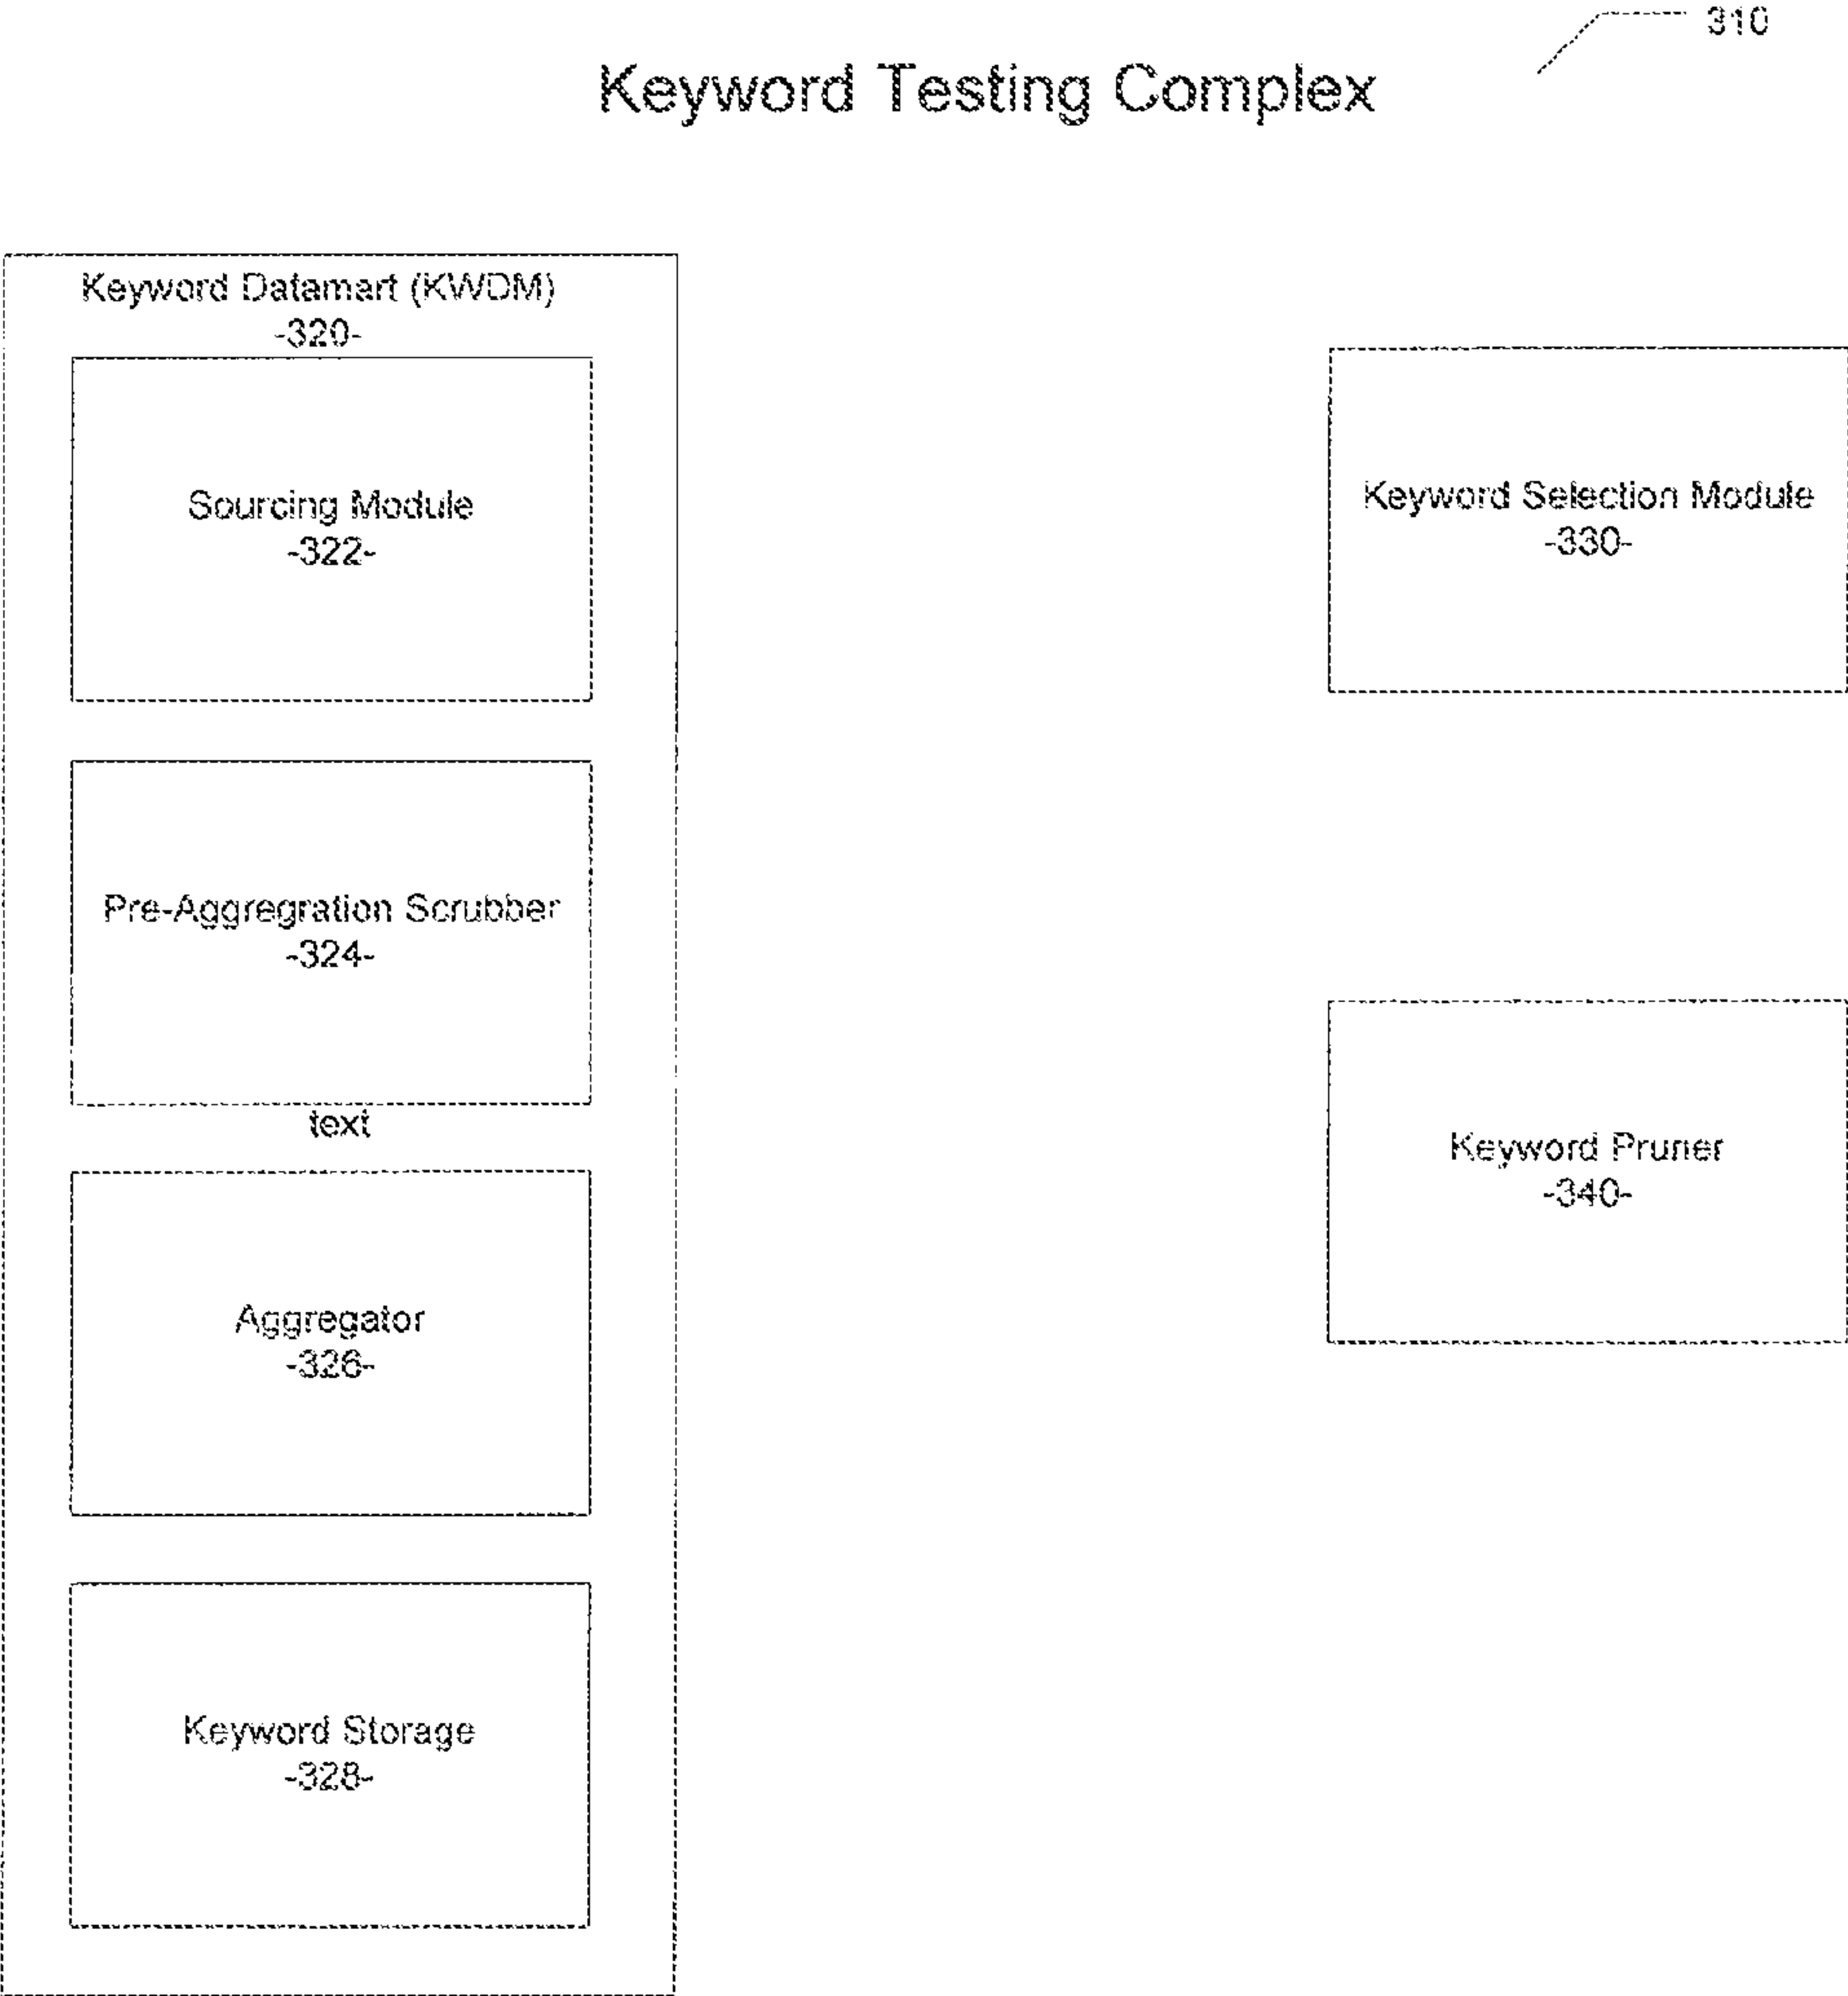 310
Keyword Testing Complex
Keyword Datamart (KWDM)
-320-
Sourcing Module
-322-
Pre-Aggregration Scrubber
-324-
text
Aggregator
-326-
Keyword Storage
-328-
Keyword Selection Module
-330-
Keyword Pruner
-340-